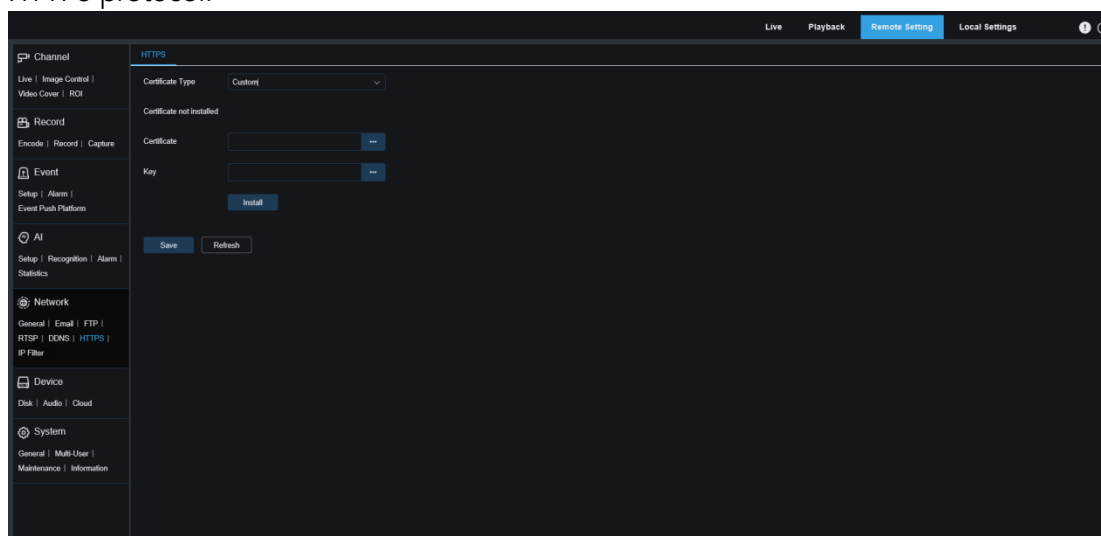 HTTPS protocol.
Live Playback Remote Setting Local Settings
Channel
Live | Image Control |
Video Cover | ROI
Record
Encode | Record | Capture
Event
Setup | Alarm |
Event Push Platform
AI
Setup | Recognition | Alarm |
Statistics
Network
General | Email | FTP |
RTSP | DDNS | HTTPS |
IP Filter
Device
Disk | Audio | Cloud
System
General | Multi-User |
Maintenance | Information
HTTPS
Certificate Type Custom
Certificate not installed
Certificate ...
Key ...
Install
Save Refresh